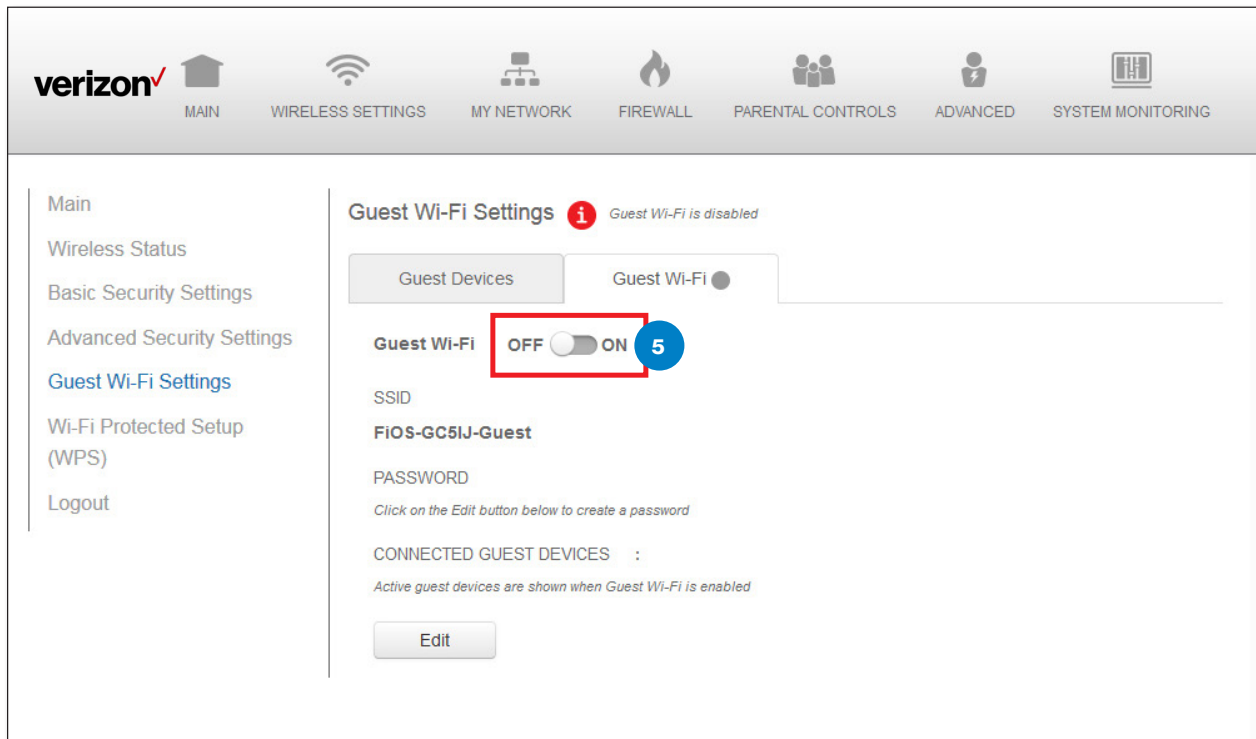 verizon
MAIN
WIRELESS SETTINGS
MY NETWORK
FIREWALL
PARENTAL CONTROLS
ADVANCED
SYSTEM MONITORING
Main
Wireless Status
Basic Security Settings
Advanced Security Settings
Guest Wi-Fi Settings
Wi-Fi Protected Setup
(WPS)
Logout
Guest Wi-Fi Settings i Guest Wi-Fi is disabled
Guest Devices
Guest Wi-Fi
Guest Wi-Fi OFF ON 5
SSID
FiOS-GC5IJ-Guest
PASSWORD
Click on the Edit button below to create a password
CONNECTED GUEST DEVICES :
Active guest devices are shown when Guest Wi-Fi is enabled
Edit